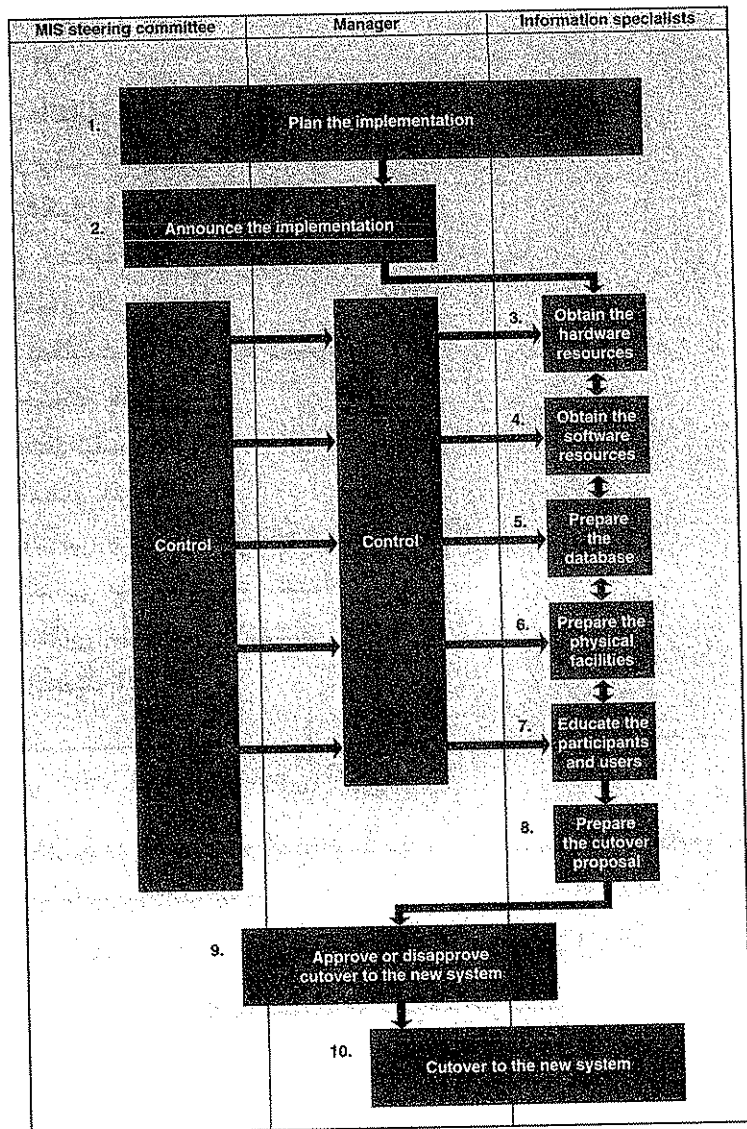 MIS steering committee
Manager
Information specialists
1.
Plan the implementation
2.
Announce the implementation
3.
Obtain the
hardware
resources
4.
Obtain the
software
resources
Control
Control
5.
Prepare
the
database
6.
Prepare the
physical
facilities
7.
Educate the
participants
and users
8.
Prepare
the cutover
proposal
9.
Approve or disapprove
cutover to the new system
10.
Cutover to the new system